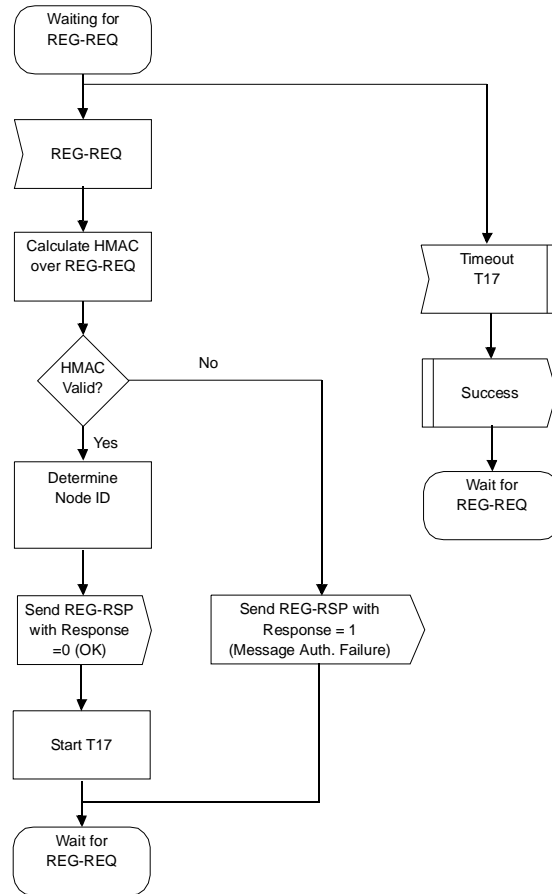 Waiting for
REG-REQ
REG-REQ
Calculate HMAC
over REG-REQ
Timeout
T17
HMAC
Valid?
No
Success
Yes
Determine
Node ID
Wait for
REG-REQ
Send REG-RSP
with Response
=0 (OK)
Send REG-RSP with
Response = 1
(Message Auth. Failure)
Start T17
Wait for
REG-REQ